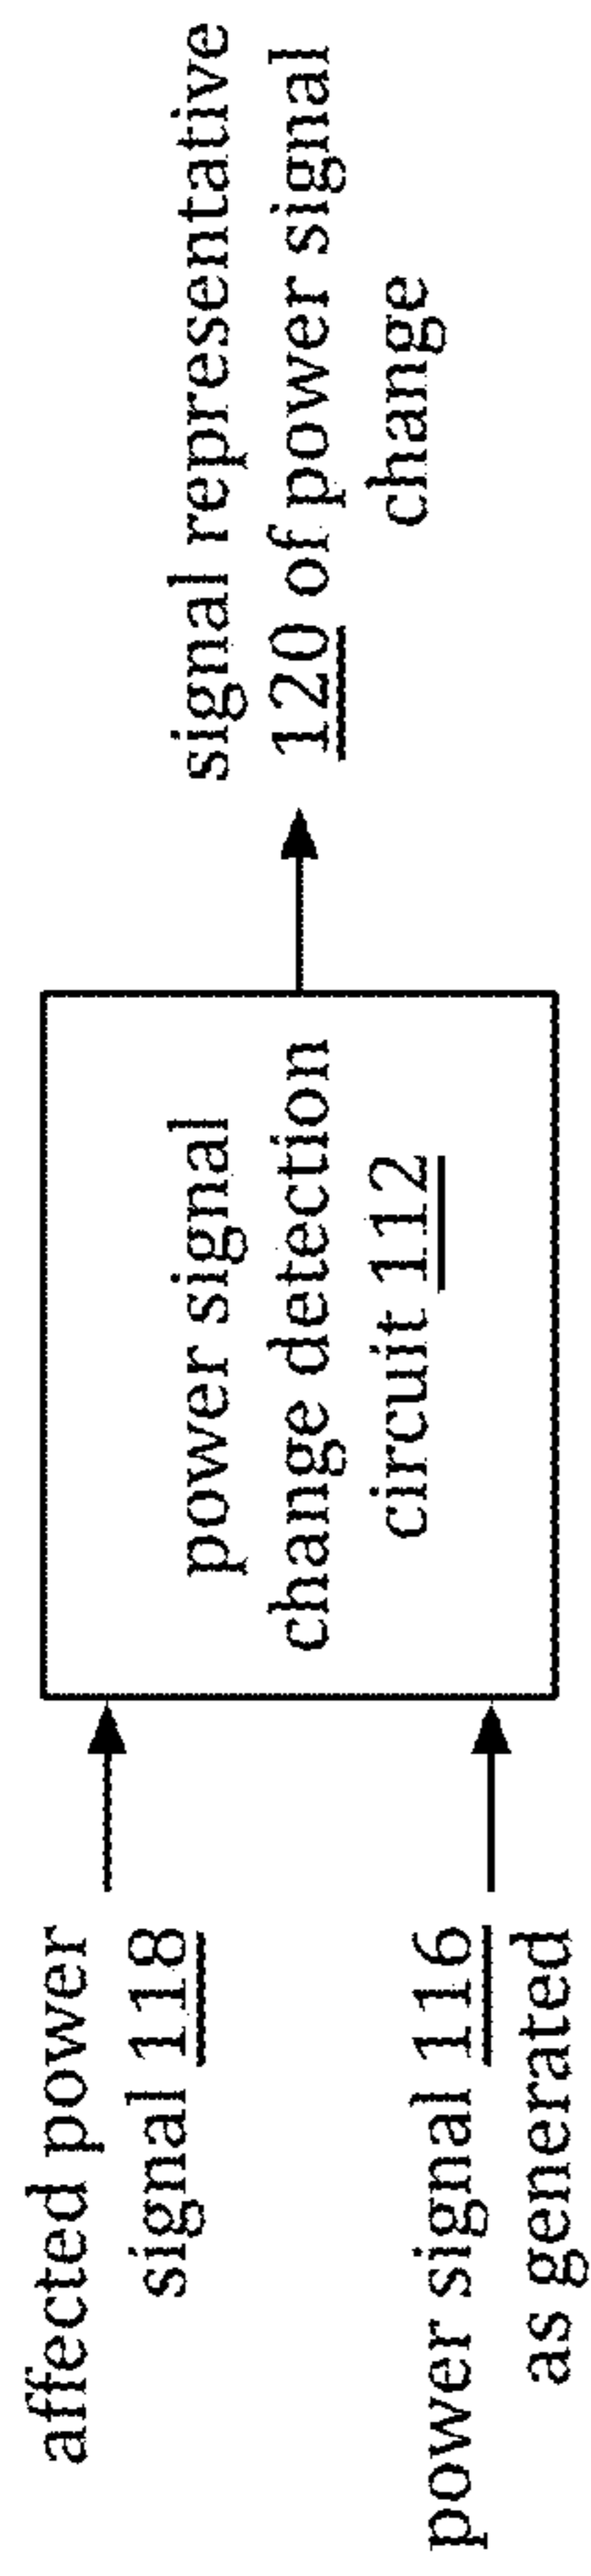 affected power
signal 118
power signal 116
as generated
power signal
change detection
circuit 112
signal representative
120 of power signal
change